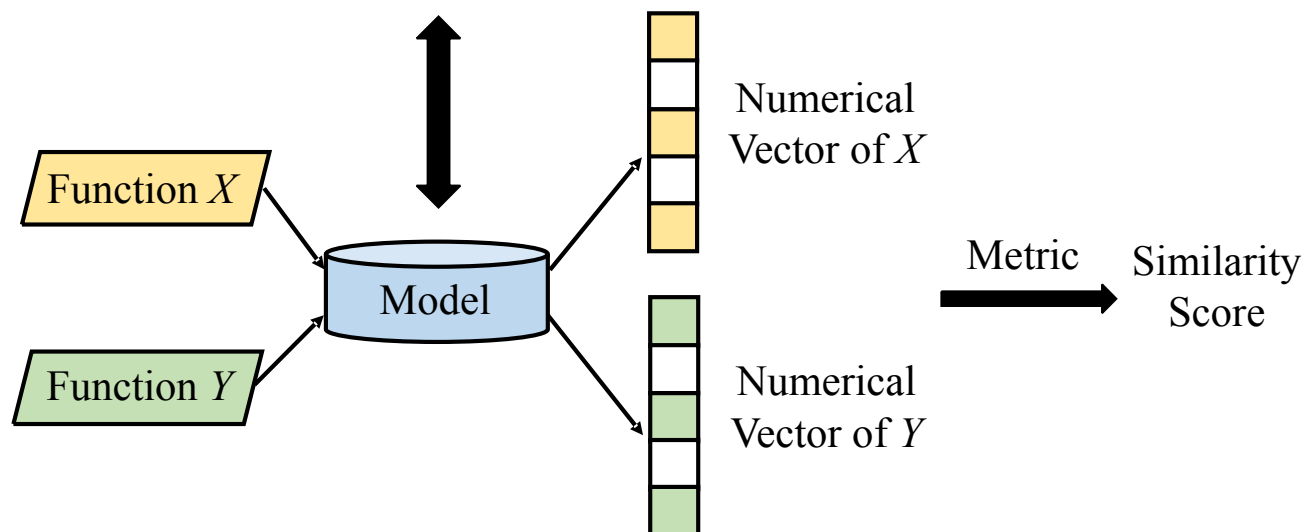 Numerical
Vector of X
Function X
Metric
Similarity
Score
Model
Function Y
Numerical
Vector of Y